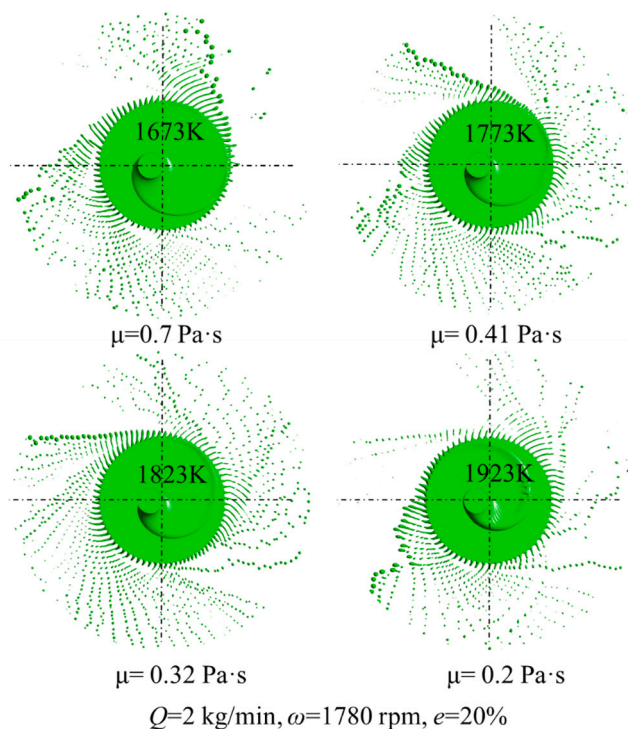 1673K
1773K
μ=0.7 Pa·s
μ= 0.41 Pa·s
1823K
1923K
μ= 0.32 Pa·s
μ= 0.2 Pa·s
Q=2 kg/min, ω=1780 rpm, e=20%